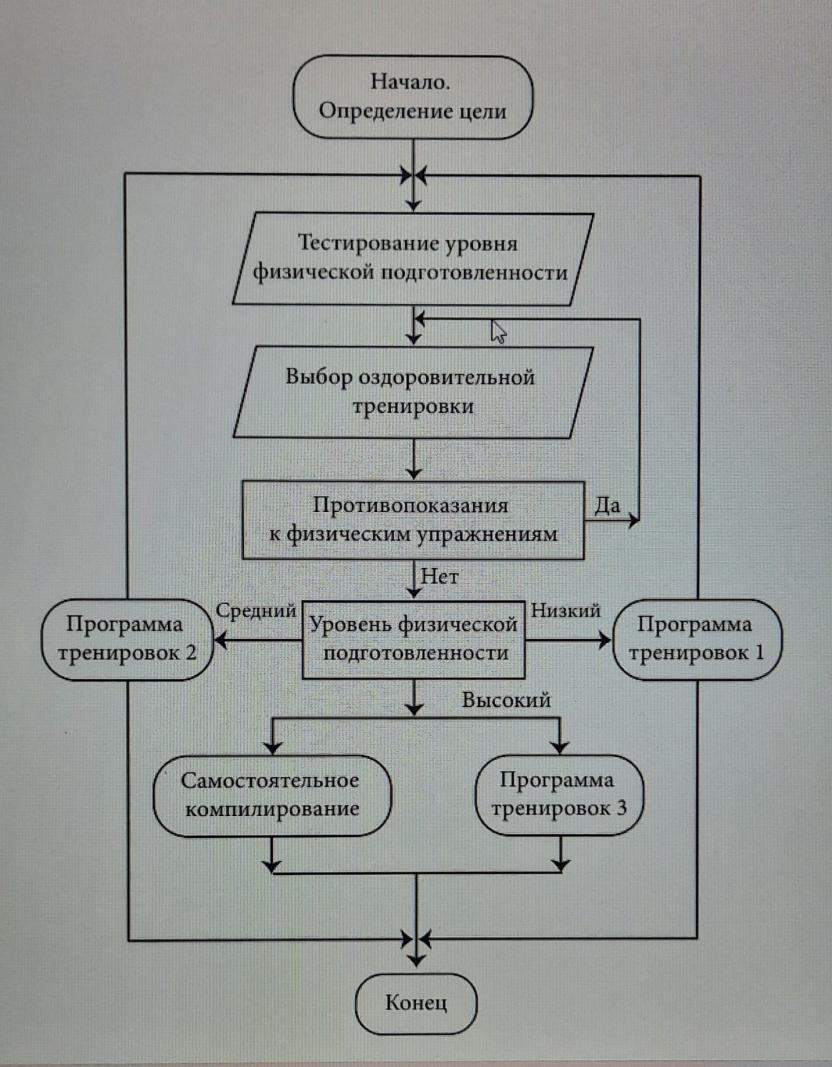 Начало.
Определение цели
Тестирование уровня
физической подготовленности
Выбор оздоровительной
тренировки
Противопоказания
к физическим упражнениям
Да
Нет
Средний
Низкий
Программа
тренировок 2
Уровень физической
подготовленности
Программа
тренировок 1
Высокий
Самостоятельное
компилирование
Программа
тренировок 3
Конец